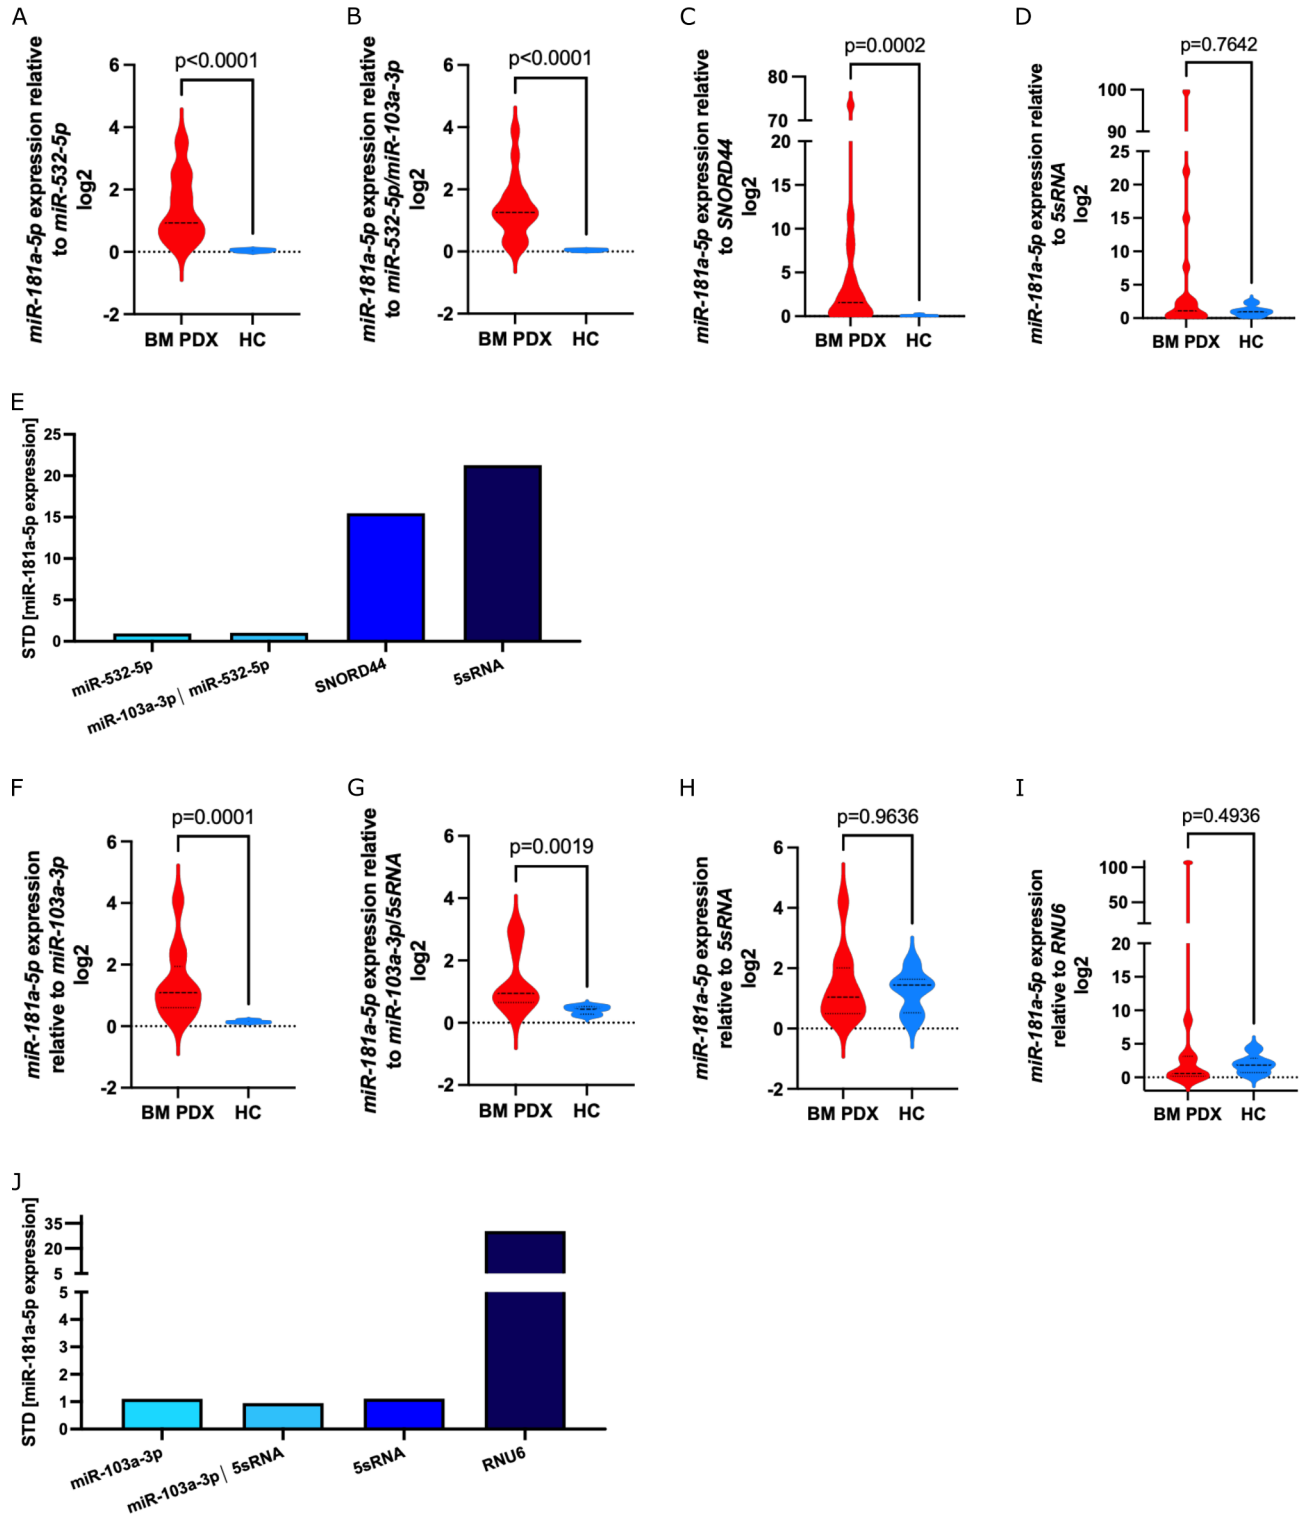 A
miR-181a-5p expression relative
to miR-532-5p
log2
p<0.0001
6
4
2
0
-2
BM PDX
HC
B
miR-181a-5p expression relative
to miR-532-5p/miR-103a-3p
log2
p<0.0001
6
4
2
0
-2
BM PDX
HC
C
miR-181a-5p expression relative
to SNORD44
log2
p=0.0002
80
70
20
15
10
5
0
BM PDX
HC
D
miR-181a-5p expression relative
to 5sRNA
log2
p=0.7642
100
90
25
20
15
10
5
0
BM PDX
HC
E
STD [miR-181a-5p expression]
25
20
15
10
5
0
miR-532-5p
miR-103a-3p | miR-532-5p
SNORD44
5sRNA
F
miR-181a-5p expression
relative to miR-103a-3p
log2
p=0.0001
6
4
2
0
-2
BM PDX
HC
G
miR-181a-5p expression relative
to miR-103a-3p/5sRNA
log2
p=0.0019
6
4
2
0
-2
BM PDX
HC
H
miR-181a-5p expression
relative to 5sRNA
log2
p=0.9636
6
4
2
0
-2
BM PDX
HC
I
miR-181a-5p expression
relative to RNU6
log2
p=0.4936
100
50
20
15
10
5
0
BM PDX
HC
J
STD [miR-181a-5p expression]
35
20
5
5
4
3
2
1
0
miR-103a-3p
miR-103a-3p | 5sRNA
5sRNA
RNU6